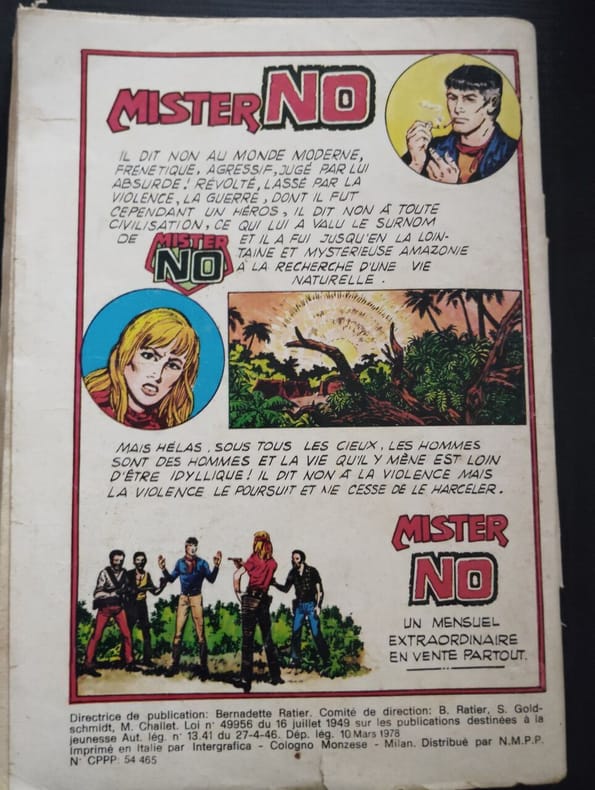 MISTER NO
IL DIT NON AU MONDE MODERNE,
FRÉNÉTIQUE, AGRESSIF, JUGÉ PAR LUI
ABSURDE! RÉVOLTÉ, LASSÉ PAR LA
VIOLENCE, LA GUERRE, DONT IL FUT
CEPENDANT UN HÉROS, IL DIT NON À TOUTE
CIVILISATION, CE QUI LUI A VALU LE SURNOM
DE MISTER NO ET IL A FUI JUSQU'EN LA LOIN-
TAINE ET MYSTÉRIEUSE AMAZONIE
À LA RECHERCHE D'UNE VIE
NATURELLE.
MAIS HÉLAS, SOUS TOUS LES CIEUX, LES HOMMES
SONT DES HOMMES ET LA VIE QU'IL Y MÈNE EST LOIN
D'ÊTRE IDYLLIQUE! IL DIT NON À LA VIOLENCE MAIS
LA VIOLENCE LE POURSUIT ET NE CESSE DE LE HARCELER.
MISTER
NO
UN MENSUEL
EXTRAORDINAIRE
EN VENTE PARTOUT.
Directrice de publication: Bernadette Ratier. Comité de direction: B. Ratier, S. Gold-
schmidt, M. Challet. Loi n° 49956 du 16 juillet 1949 sur les publications destinées à la
jeunesse Aut. lég. n° 13.41 du 27-4-46. Dép. lég. 10 Mars 1978
Imprimé en Italie par Intergrafica - Cologno Monzese - Milan. Distribué par N.M.P.P.
N° CPPP: 54 465